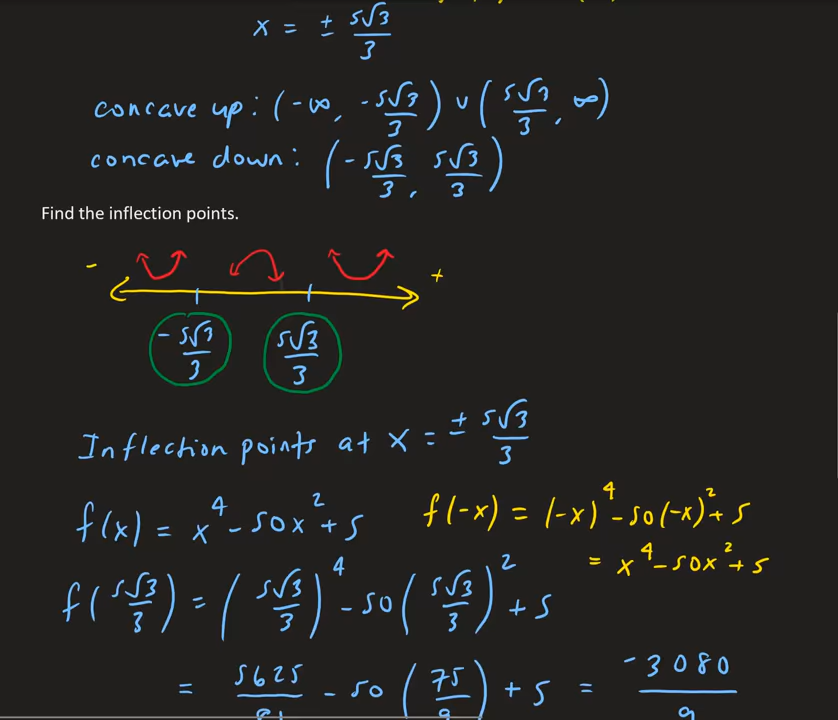 x = ± 5√3/3
concave up: (-∞, -5√3/3) ∪ (5√3/3, ∞)
concave down: (-5√3/3, 5√3/3)
Find the inflection points.
- +
-5√3/3 5√3/3
Inflection points at x = ± 5√3/3
f(x) = x⁴ - 50x² + 5
f(-x) = (-x)⁴ - 50(-x)² + 5
= x⁴ - 50x² + 5
f(5√3/3) = (5√3/3)⁴ - 50(5√3/3)² + 5
= 5625/81 - 50(75/9) + 5 = -3080/9